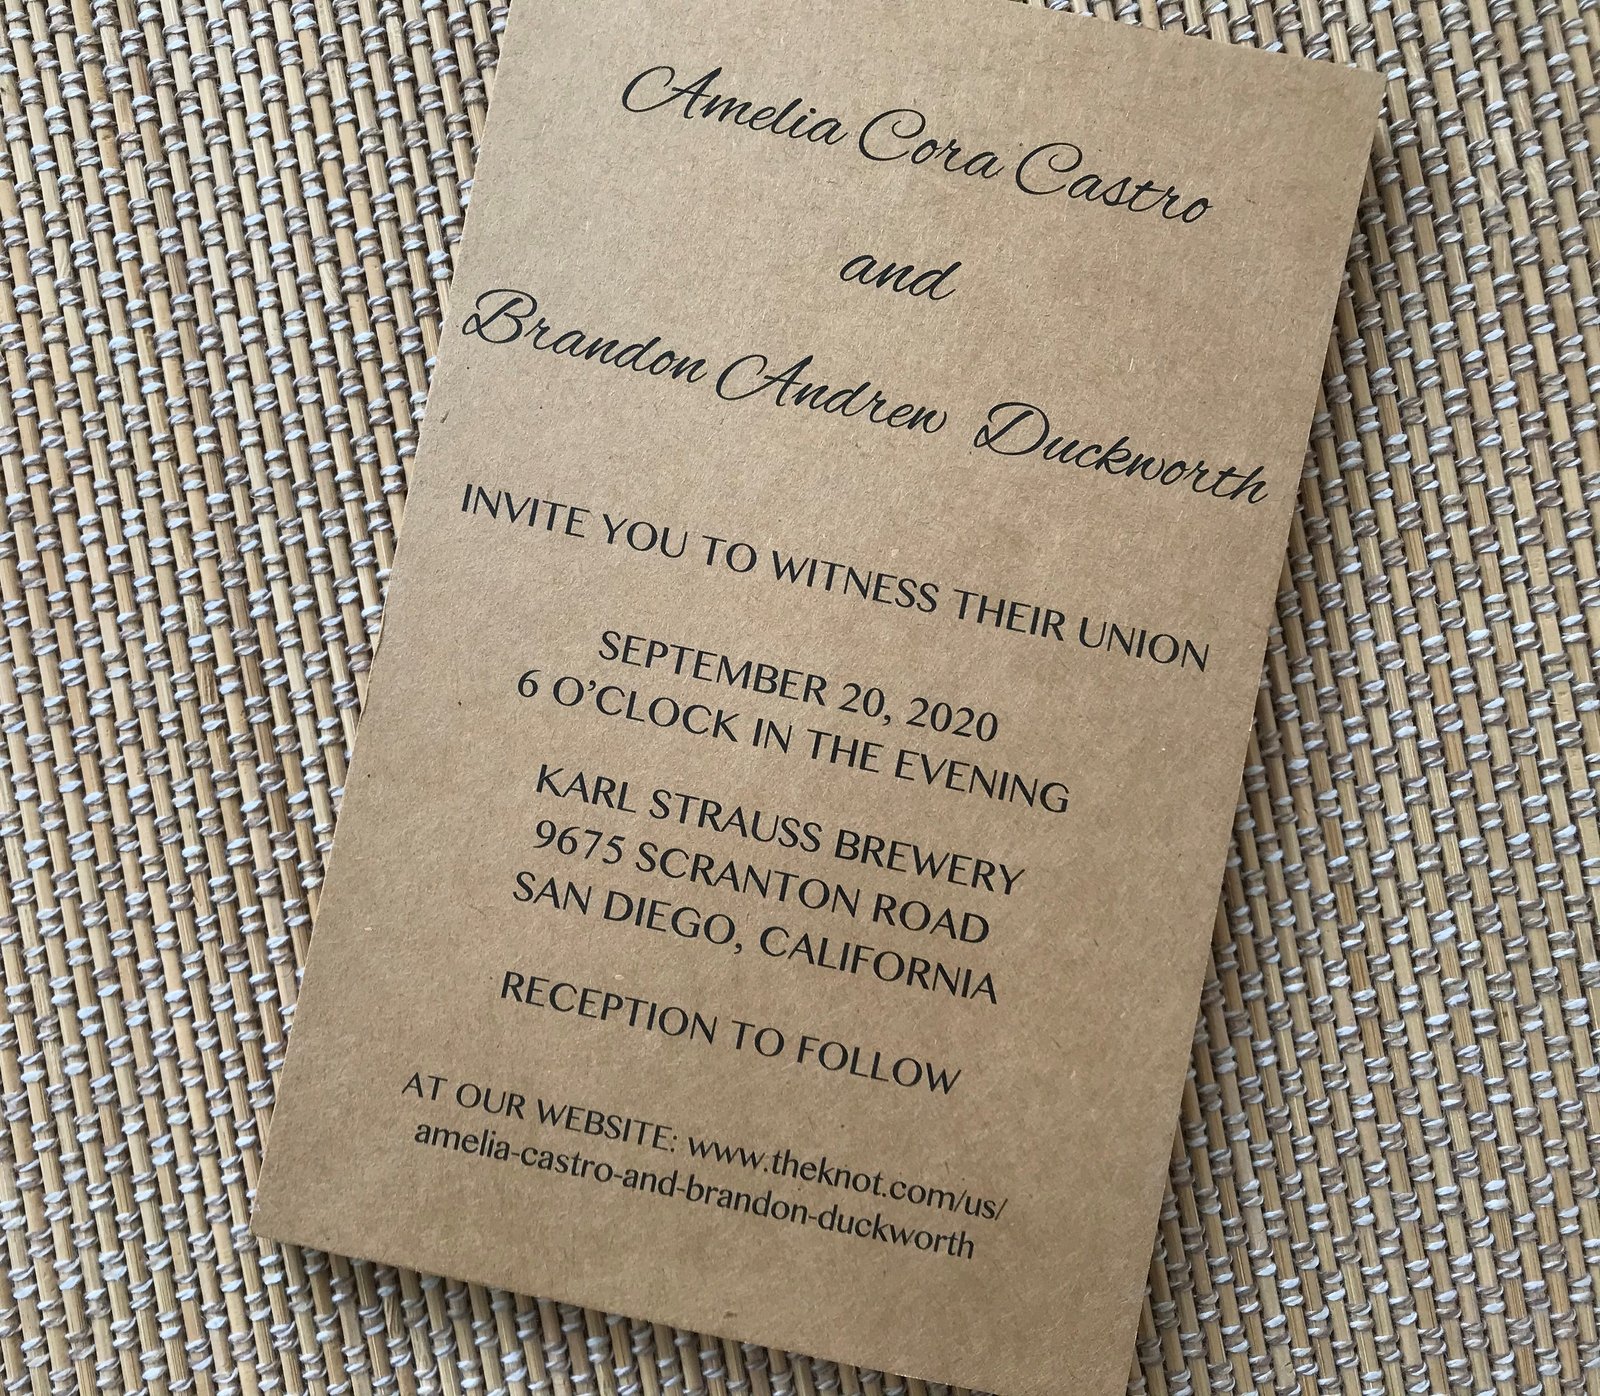 Amelia Cora Castro
and
Brandon Andrew Duckworth
INVITE YOU TO WITNESS THEIR UNION
SEPTEMBER 20, 2020
6 O’CLOCK IN THE EVENING
KARL STRAUSS BREWERY
9675 SCRANTON ROAD
SAN DIEGO, CALIFORNIA
RECEPTION TO FOLLOW
AT OUR WEBSITE: www.theknot.com/us/
amelia-castro-and-brandon-duckworth